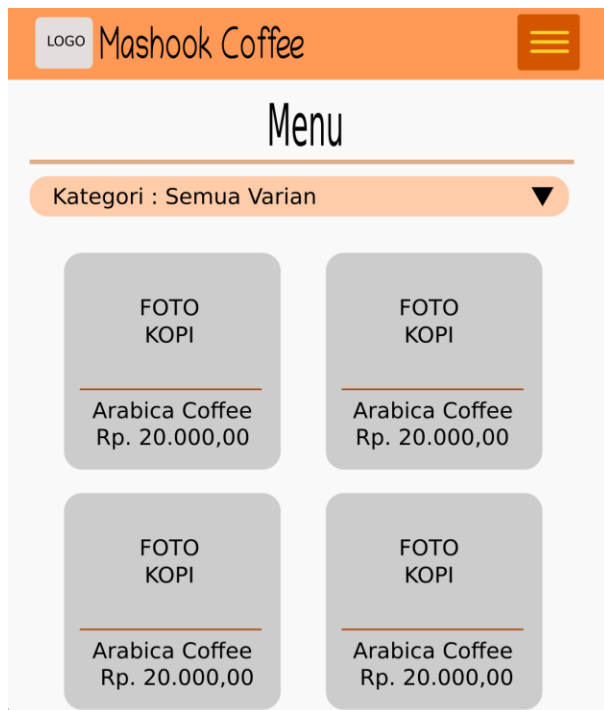 LOGO Mashook Coffee
Menu
Kategori : Semua Varian
FOTO
KOPI
Arabica Coffee
Rp. 20.000,00
FOTO
KOPI
Arabica Coffee
Rp. 20.000,00
FOTO
KOPI
Arabica Coffee
Rp. 20.000,00
FOTO
KOPI
Arabica Coffee
Rp. 20.000,00